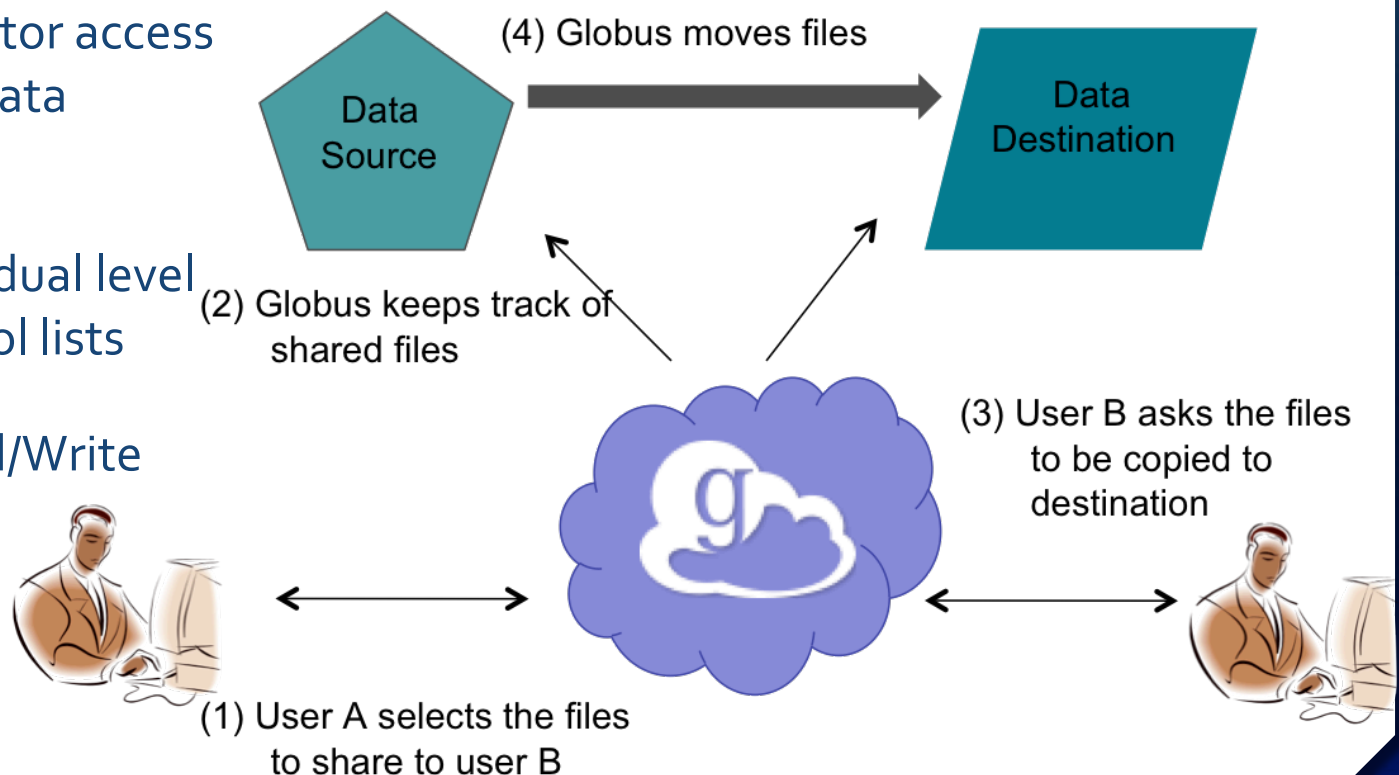 tor access
ata
dual level
ol lists
/Write
(4) Globus moves files
Data
Source
Data
Destination
(2) Globus keeps track of
shared files
(3) User B asks the files
to be copied to
destination
g
(1) User A selects the files
to share to user B